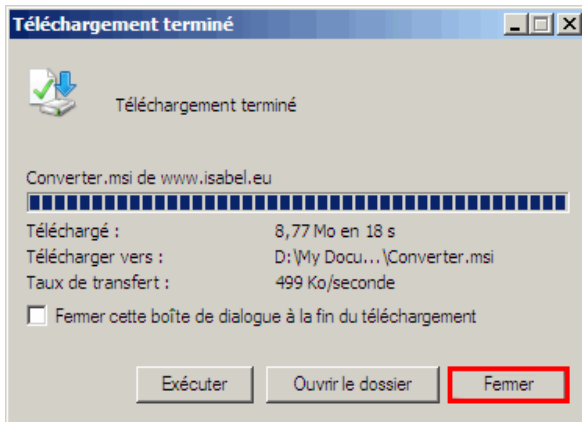 Téléchargement terminé
Téléchargement terminé
Converter.msi de www.isabel.eu
Téléchargé : 8,77 Mo en 18 s
Télécharger vers : D:\My Docu...\Converter.msi
Taux de transfert : 499 Ko/seconde
Fermer cette boîte de dialogue à la fin du téléchargement
Exécuter Ouvrir le dossier Fermer